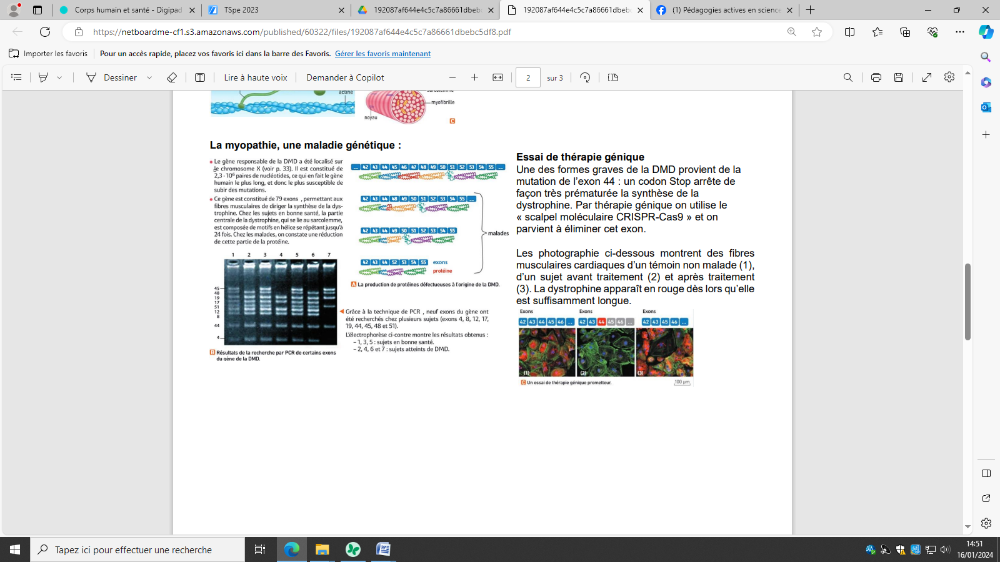 Corps humain et santé - Digipad
TSpe 2023
192087af644e4c5c7a86661dbebc
192087af644e4c5c7a86661dbebc
(1) Pédagogies actives en science
https://netboardme-cf1.s3.amazonaws.com/published/60322/files/192087af644e4c5c7a86661dbebc5df8.pdf
Importer les favoris
Pour un accès rapide, placez vos favoris ici dans la barre des Favoris. Gérer les favoris maintenant
Dessiner
Lire à haute voix
Demander à Copilot
2 sur 3
actine
sarcolemme
myofibrille
noyau
C
La myopathie, une maladie génétique :
• Le gène responsable de la DMD a été localisé sur
le chromosome X (voir p. 33). Il est constitué de
2,3 · 10⁶ paires de nucléotides, ce qui en fait le gène
humain le plus long, et donc le plus susceptible de
subir des mutations.
• Ce gène est constitué de 79 exons , permettant aux
fibres musculaires de diriger la synthèse de la dys-
trophine. Chez les sujets en bonne santé, la partie
centrale de la dystrophine, qui se lie au sarcolemme,
est composée de motifs en hélice se répétant jusqu'à
24 fois. Chez les malades, on constate une réduction
de cette partie de la protéine.
.. 42 43 44 45 46 47 48 49 50 51 52 53 54 55 ..
42 43 44 48 49 50 51 52 53 54 55 ..
42 43 44 49 50 51 52 53 54 55
malades
42 43 44 52 53 54 55 exons
protéine
A La production de protéines défectueuses à l'origine de la DMD.
1 2 3 4 5 6 7
45
48
19
17
51
12
8
44
4
B Résultats de la recherche par PCR de certains exons
du gène de la DMD.
◄ Grâce à la technique de PCR , neuf exons du gène ont
été recherchés chez plusieurs sujets (exons 4, 8, 12, 17,
19, 44, 45, 48 et 51).
L'électrophorèse ci-contre montre les résultats obtenus :
– 1, 3, 5 : sujets en bonne santé.
– 2, 4, 6 et 7 : sujets atteints de DMD.
Essai de thérapie génique
Une des formes graves de la DMD provient de la
mutation de l'exon 44 : un codon Stop arrête de
façon très prématurée la synthèse de la
dystrophine. Par thérapie génique on utilise le
« scalpel moléculaire CRISPR-Cas9 » et on
parvient à éliminer cet exon.
Les photographie ci-dessous montrent des fibres
musculaires cardiaques d'un témoin non malade (1),
d'un sujet avant traitement (2) et après traitement
(3). La dystrophine apparaît en rouge dès lors qu'elle
est suffisamment longue.
Exons Exons Exons
42 43 44 45 46 .. 42 43 44 45 46 .. 42 43 45 46 ..
(1) (2) (3)
C Un essai de thérapie génique prometteur.
100 µm
Tapez ici pour effectuer une recherche
14:51
16/01/2024